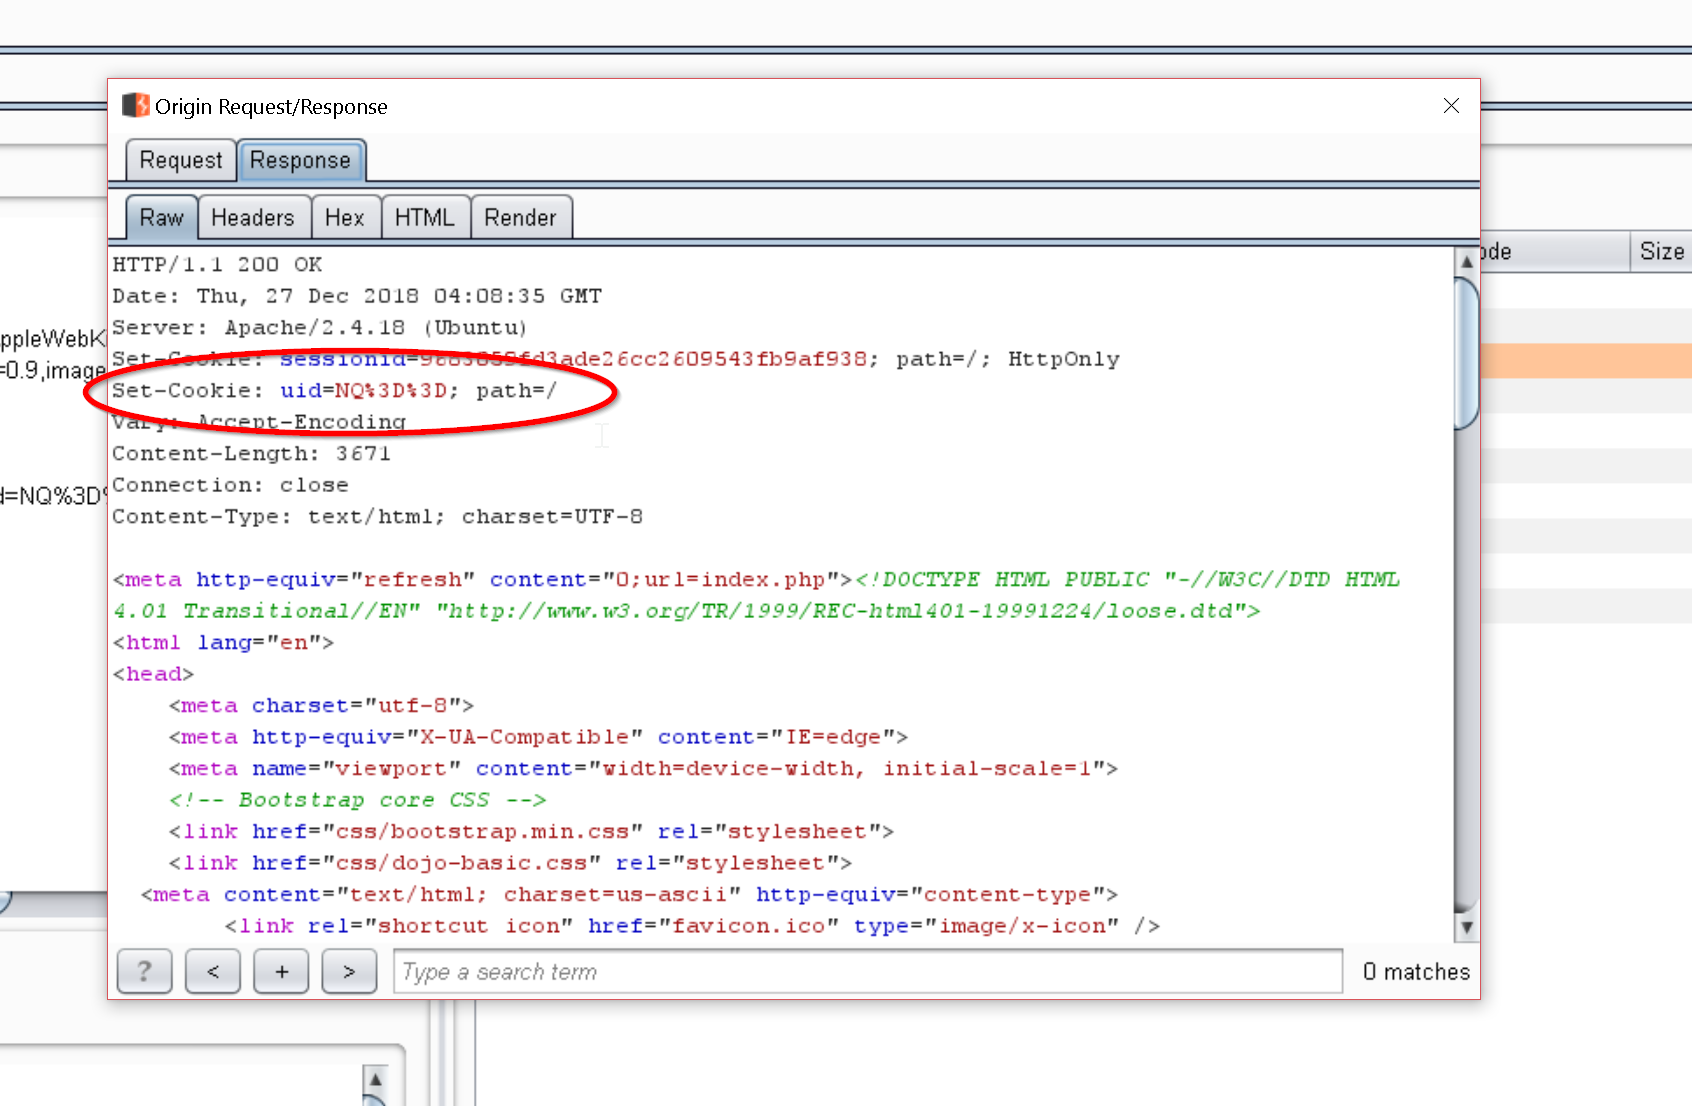 Origin Request/Response
Request Response
Raw Headers Hex HTML Render
HTTP/1.1 200 OK
Date: Thu, 27 Dec 2018 04:08:35 GMT
Server: Apache/2.4.18 (Ubuntu)
Set-Cookie: sessionid=9683859fd3ade26cc2609543fb9af938; path=/; HttpOnly
Set-Cookie: uid=NQ%3D%3D; path=/
Vary: Accept-Encoding
Content-Length: 3671
Connection: close
Content-Type: text/html; charset=UTF-8
<meta http-equiv="refresh" content="0;url=index.php"><!DOCTYPE HTML PUBLIC "-//W3C//DTD HTML
4.01 Transitional//EN" "http://www.w3.org/TR/1999/REC-html401-19991224/loose.dtd">
<html lang="en">
<head>
<meta charset="utf-8">
<meta http-equiv="X-UA-Compatible" content="IE=edge">
<meta name="viewport" content="width=device-width, initial-scale=1">
<!-- Bootstrap core CSS -->
<link href="css/bootstrap.min.css" rel="stylesheet">
<link href="css/dojo-basic.css" rel="stylesheet">
<meta content="text/html; charset=us-ascii" http-equiv="content-type">
<link rel="shortcut icon" href="favicon.ico" type="image/x-icon" />
? < + > Type a search term 0 matches
ppleWebK
=0.9,image
=NQ%3D
ode Size